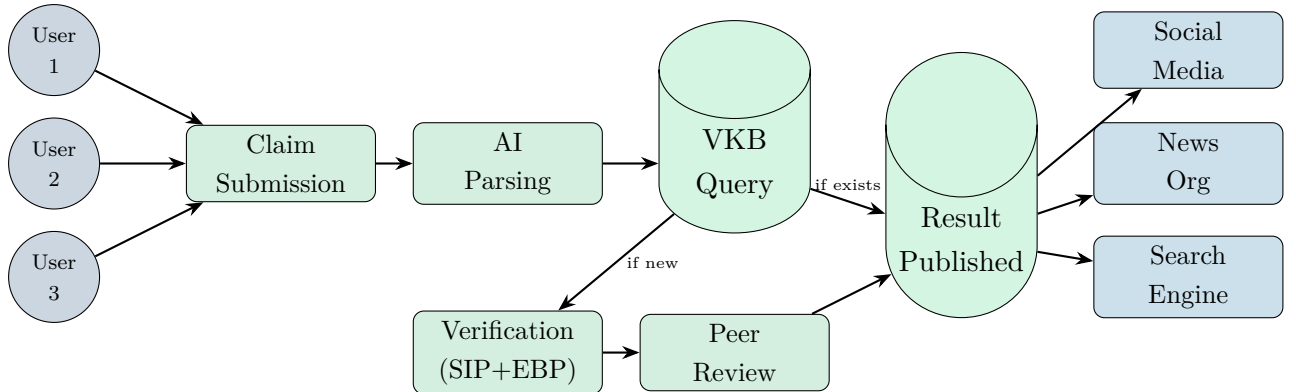 User
1
User
2
User
3
Claim
Submission
AI
Parsing
VKB
Query
if exists
if new
Verification
(SIP+EBP)
Peer
Review
Result
Published
Social
Media
News
Org
Search
Engine